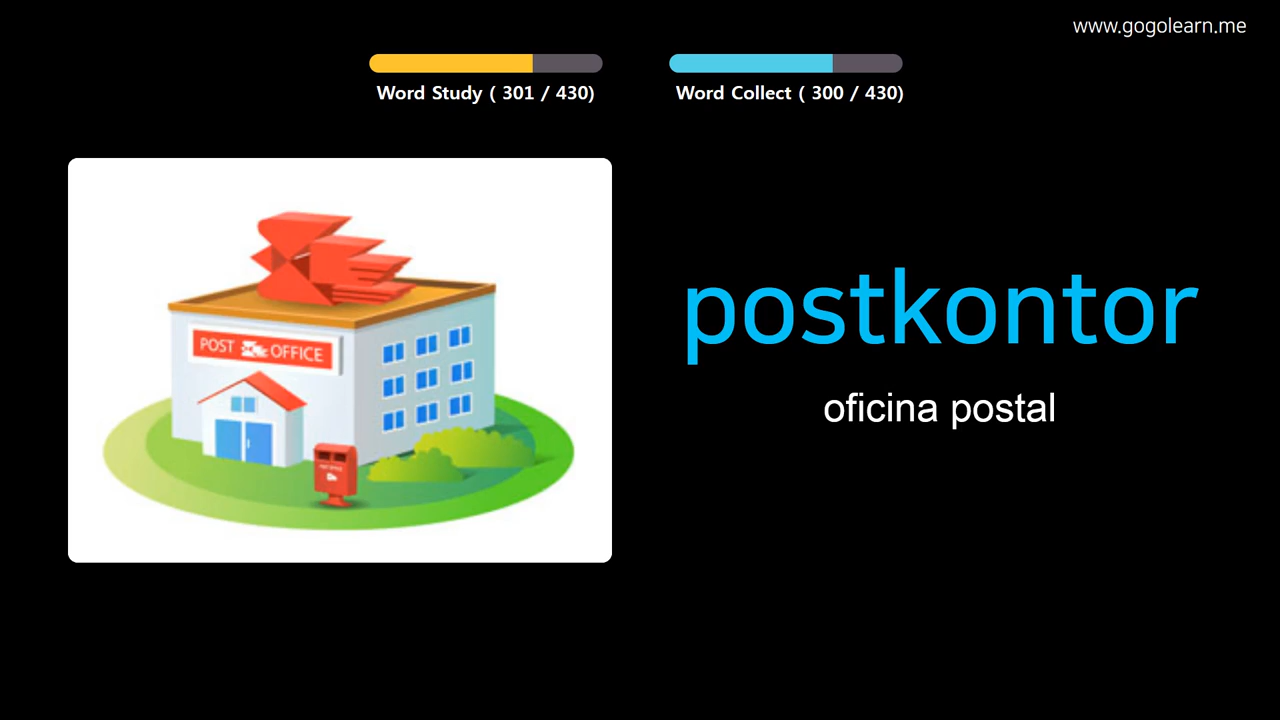 www.gogolearn.me
Word Study ( 301 / 430)
Word Collect ( 300 / 430)
POST OFFICE
postkontor
oficina postal